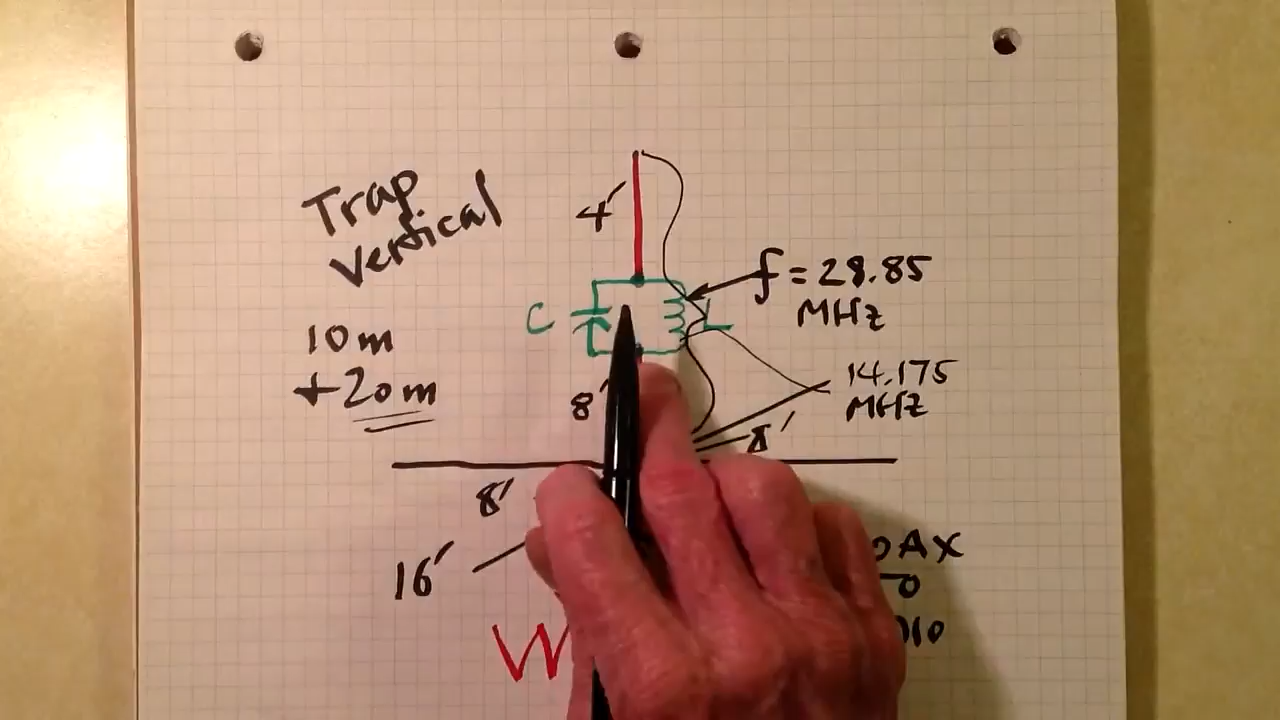 Trap
Vertical
10m
+ 20m
4'
C
L
f = 28.85
MHz
8'
14.175
MHz
8'
8'
16'